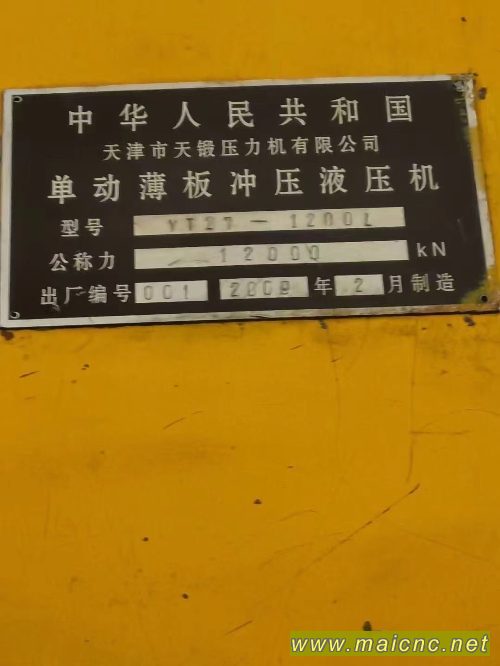 中华人民共和国
天津市天锻压力机有限公司
单动薄板冲压液压机
型号 YT27-1200L
公称力 12000 kN
出厂编号 001 2009 年 2 月制造
www.maicnc.net